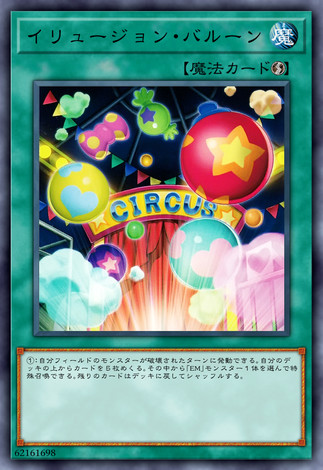 イリュージョン・バルーン
魔
【魔法カード】
CIRCUS
①:自分フィールドのモンスターが破壊されたターンに発動できる。自分のデ
ッキの上からカードを5枚めくる。その中から「EM」モンスター1体を選んで特
殊召喚できる。残りのカードはデッキに戻してシャッフルする。
62161698